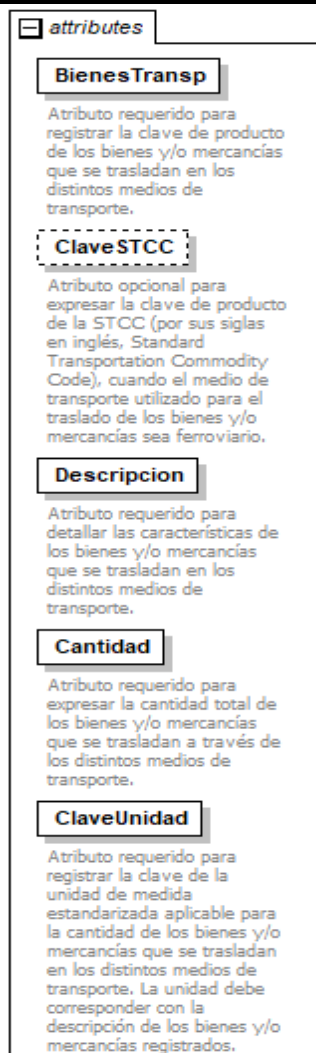 attributes
BienesTransp
Atributo requerido para
registrar la clave de producto
de los bienes y/o mercancías
que se trasladan en los
distintos medios de
transporte.
ClaveSTCC
Atributo opcional para
expresar la clave de producto
de la STCC (por sus siglas
en inglés, Standard
Transportation Commodity
Code), cuando el medio de
transporte utilizado para el
traslado de los bienes y/o
mercancías sea ferroviario.
Descripcion
Atributo requerido para
detallar las características de
los bienes y/o mercancías
que se trasladan en los
distintos medios de
transporte.
Cantidad
Atributo requerido para
expresar la cantidad total de
los bienes y/o mercancías
que se trasladan a través de
los distintos medios de
transporte.
ClaveUnidad
Atributo requerido para
registrar la clave de la
unidad de medida
estandarizada aplicable para
la cantidad de los bienes y/o
mercancías que se trasladan
en los distintos medios de
transporte. La unidad debe
corresponder con la
descripción de los bienes y/o
mercancías registrados.